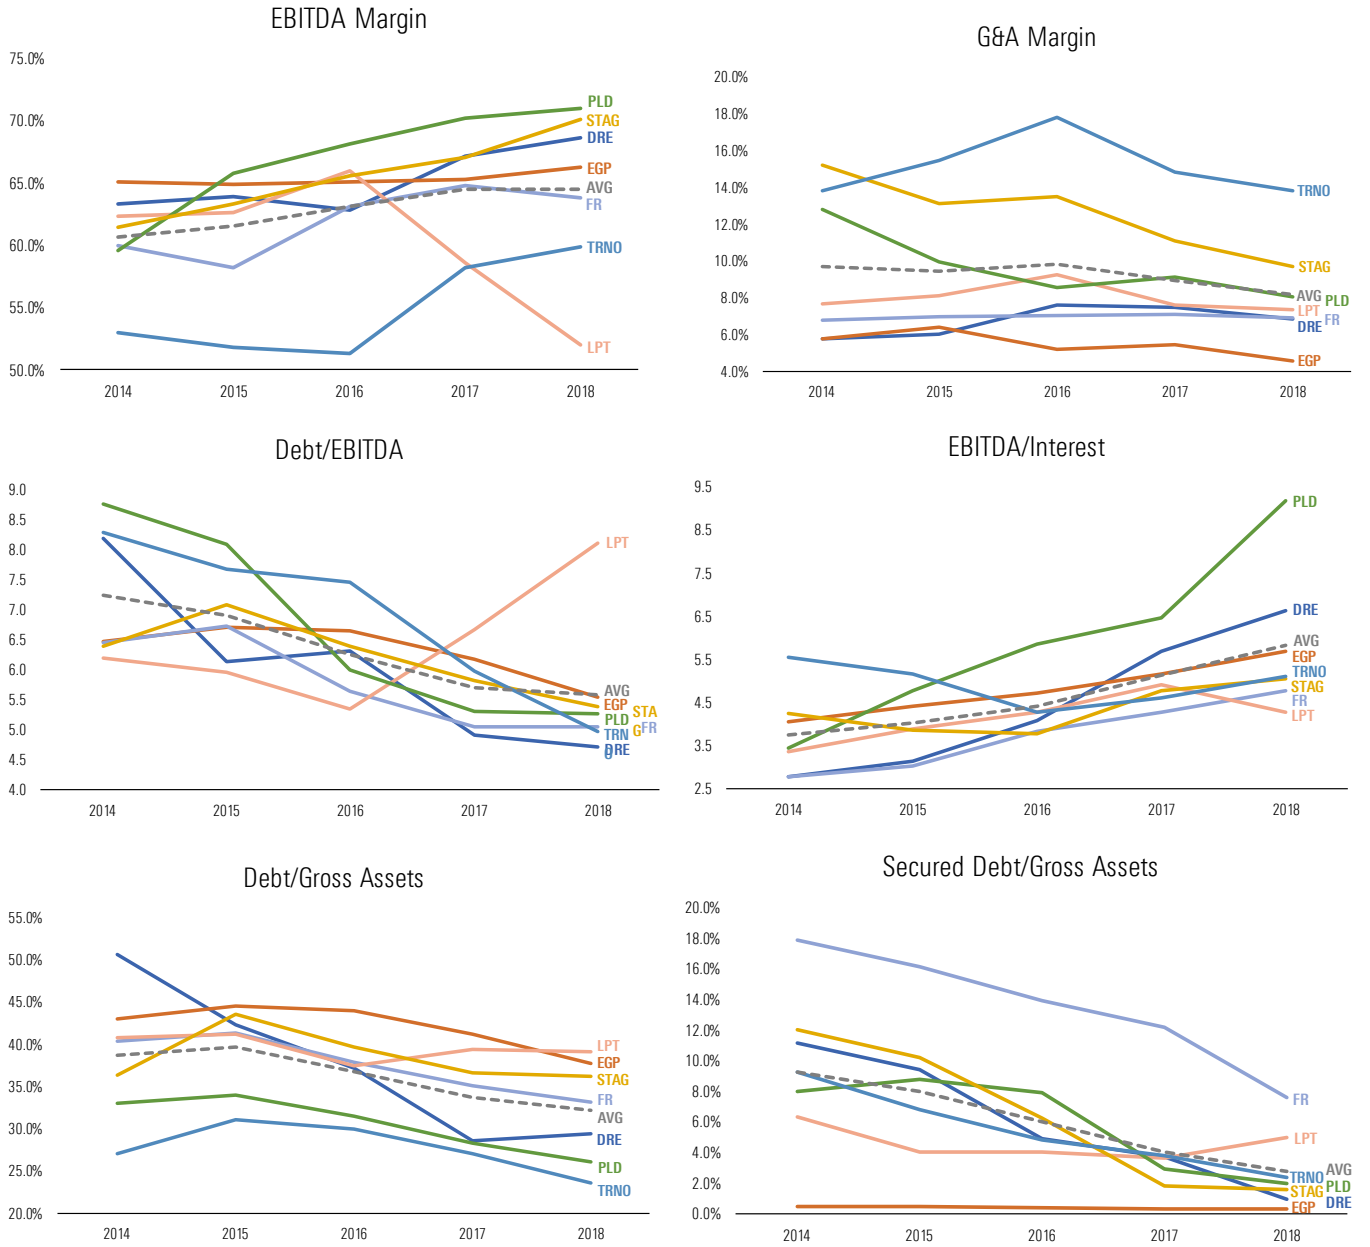 EBITDA Margin
75.0%
70.0%
65.0%
60.0%
55.0%
50.0%
PLD
STAG
DRE
EGP
AVG
FR
TRNO
LPT
2014 2015 2016 2017 2018
G&A Margin
20.0%
18.0%
16.0%
14.0%
12.0%
10.0%
8.0%
6.0%
4.0%
TRNO
STAG
AVG PLD
LPT
FR
DRE
EGP
2014 2015 2016 2017 2018
Debt/EBITDA
9.0
8.5
8.0
7.5
7.0
6.5
6.0
5.5
5.0
4.5
4.0
LPT
AVG
EGP
STA
G
PLD
FR
TRN
O
DRE
2014 2015 2016 2017 2018
EBITDA/Interest
9.5
8.5
7.5
6.5
5.5
4.5
3.5
2.5
PLD
DRE
AVG
EGP
TRNO
STAG
FR
LPT
2014 2015 2016 2017 2018
Debt/Gross Assets
55.0%
50.0%
45.0%
40.0%
35.0%
30.0%
25.0%
20.0%
LPT
EGP
STAG
FR
AVG
DRE
PLD
TRNO
2014 2015 2016 2017 2018
Secured Debt/Gross Assets
20.0%
18.0%
16.0%
14.0%
12.0%
10.0%
8.0%
6.0%
4.0%
2.0%
0.0%
FR
LPT
AVG
TRNO
PLD
STAG
DRE
EGP
2014 2015 2016 2017 2018